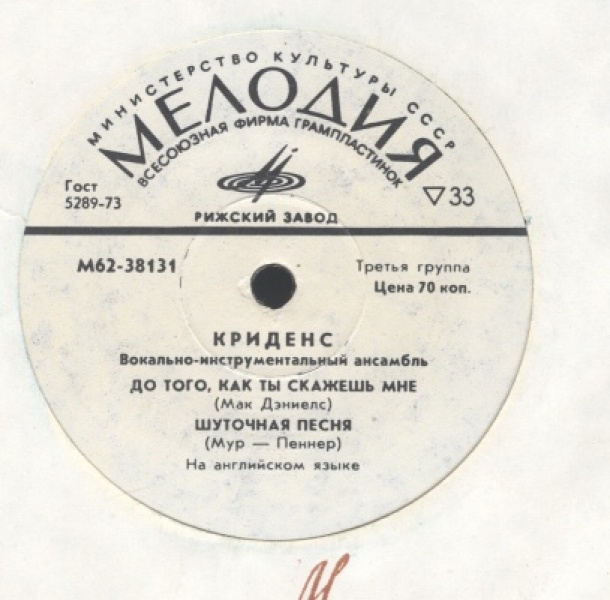 МИНИСТЕРСТВО КУЛЬТУРЫ СССР
МЕЛОДИЯ
ВСЕСОЮЗНАЯ ФИРМА ГРАМПЛАСТИНОК
Гост
5289-73
33
РИЖСКИЙ ЗАВОД
М62-38131
Третья группа
Цена 70 коп.
КРИДЕНС
Вокально-инструментальный ансамбль
ДО ТОГО, КАК ТЫ СКАЖЕШЬ МНЕ
(Мак Дэниелс)
ШУТОЧНАЯ ПЕСНЯ
(Мур — Пеннер)
На английском языке